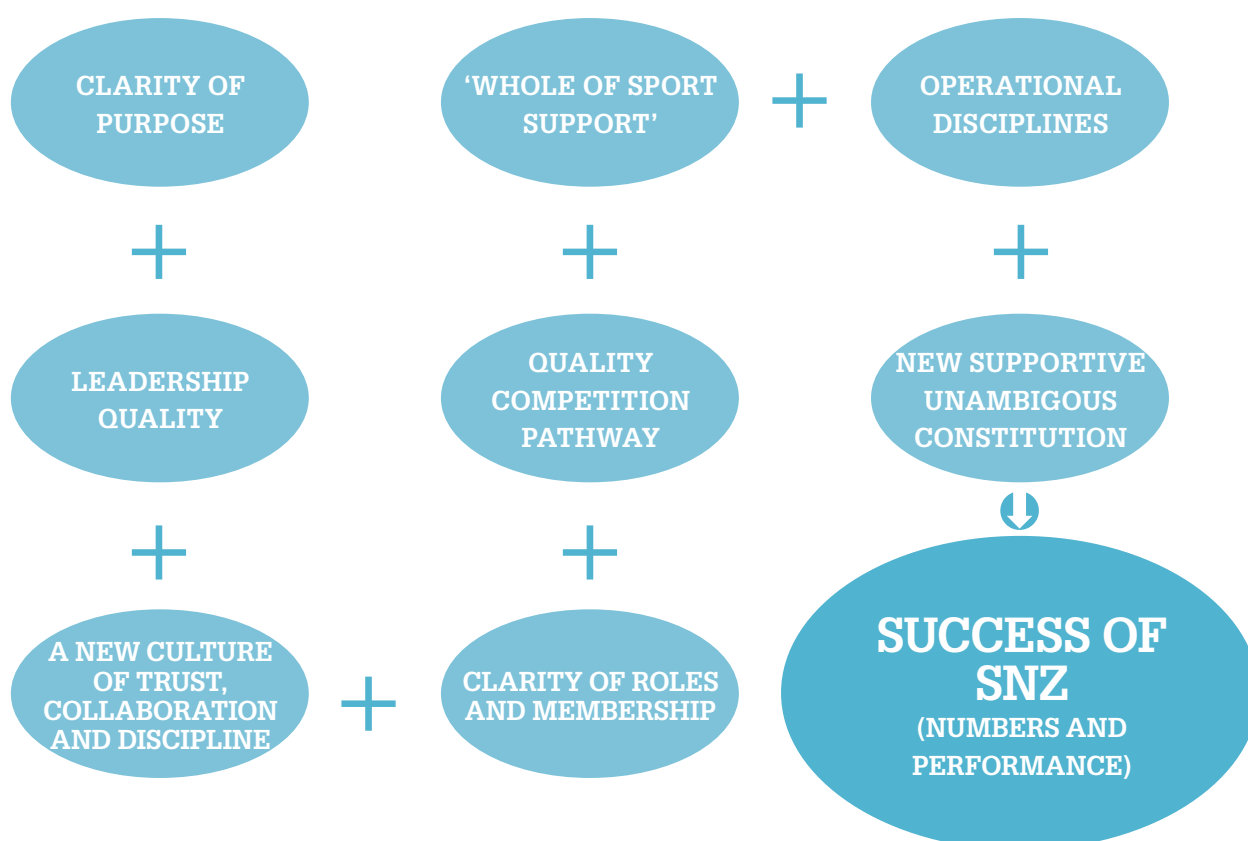 CLARITY OF
PURPOSE
‘WHOLE OF SPORT
SUPPORT’
OPERATIONAL
DISCIPLINES
LEADERSHIP
QUALITY
QUALITY
COMPETITION
PATHWAY
NEW SUPPORTIVE
UNAMBIGOUS
CONSTITUTION
A NEW CULTURE
OF TRUST,
COLLABORATION
AND DISCIPLINE
CLARITY OF ROLES
AND MEMBERSHIP
SUCCESS OF
SNZ
(NUMBERS AND
PERFORMANCE)